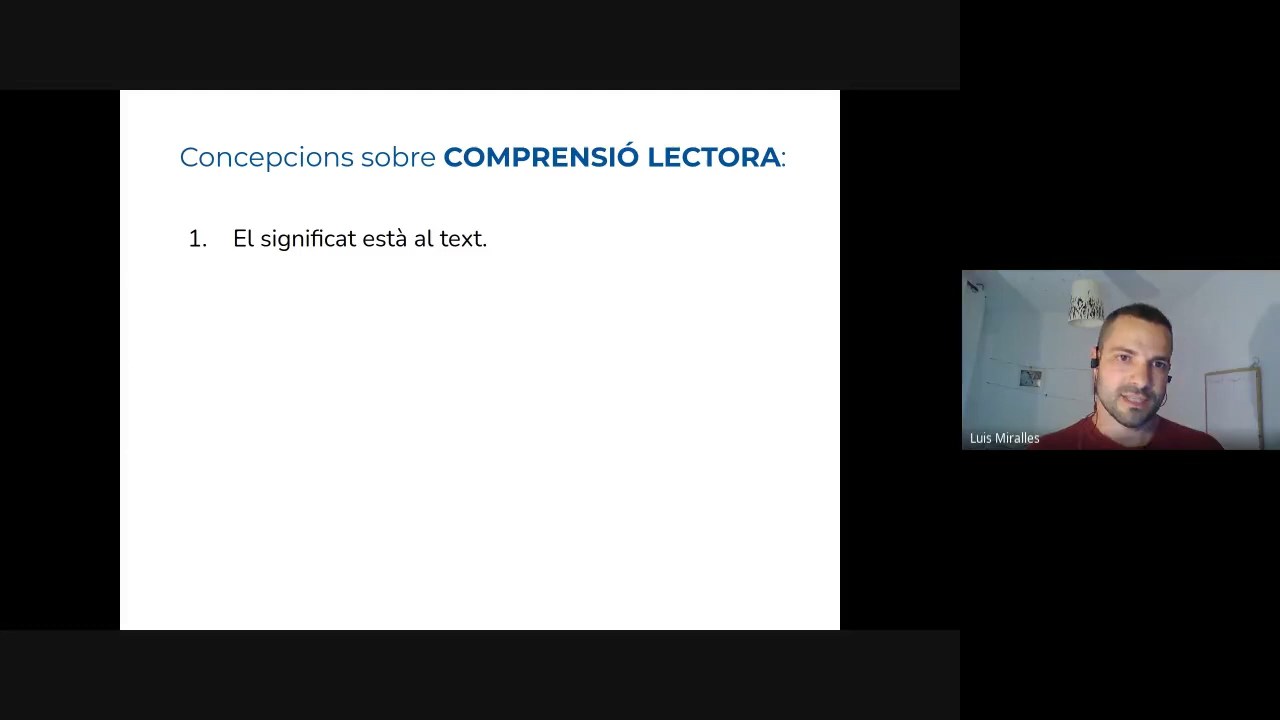 Concepcions sobre COMPRENSIÓ LECTORA:
1. El significat està al text.
Luis Miralles